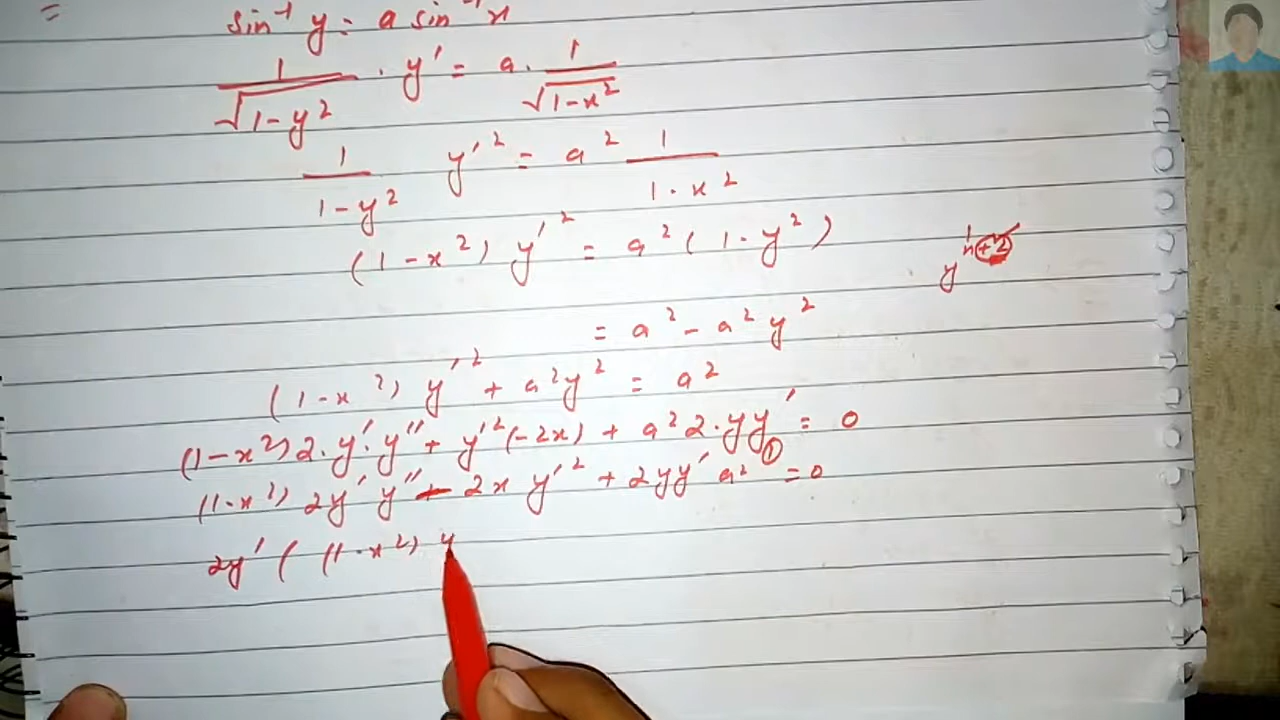 =
sin⁻¹ y = a sin⁻¹ x
1/√(1-y²) · y' = a · 1/√(1-x²)
1/(1-y²) y'² = a² 1/(1·x²)
(1-x²) y'² = a² (1·y²)
y^(n+2)
= a² - a² y²
(1-x²) y'² + a²y² = a²
(1-x²) 2·y'·y'' + y'²(-2x) + a² 2·yy' = 0
(1·x²) 2y' y'' - 2x y'² + 2yy' a² = 0
①
2y' ( (1·x²) y